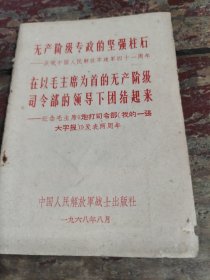 无产阶级专政的坚强柱石
——庆祝中国人民解放军建军四十一周年
在以毛主席为首的无产阶级
司令部的领导下团结起来
——纪念毛主席《炮打司令部(我的一张
大字报)》发表两周年
中国人民解放軍战士出版社
一九六八年八月